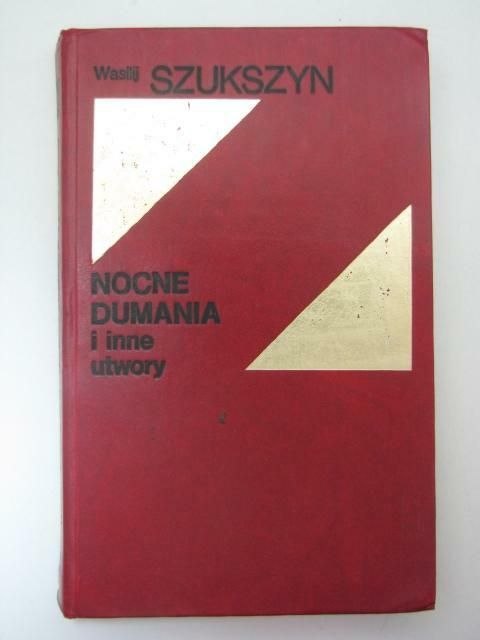 Wasilij SZUKSZYN
NOCNE
DUMANIA
i inne
utwory